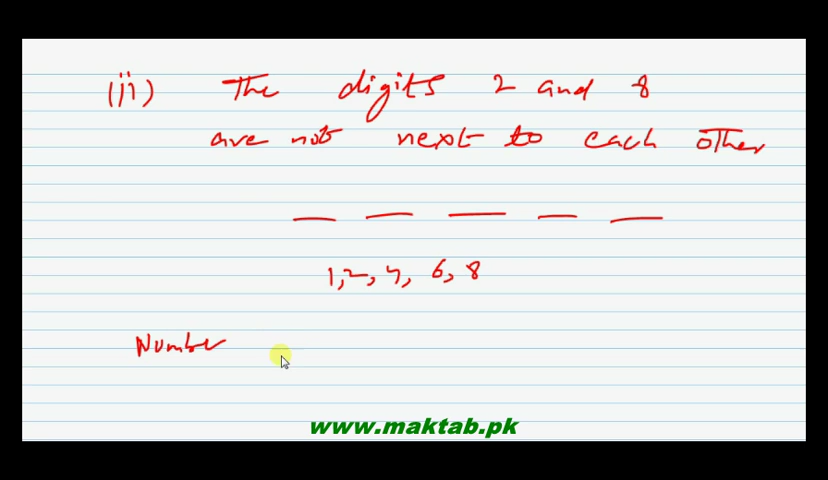 (ii) The digits 2 and 8
are not next to each other
1, 2, 4, 6, 8
Number
www.maktab.pk